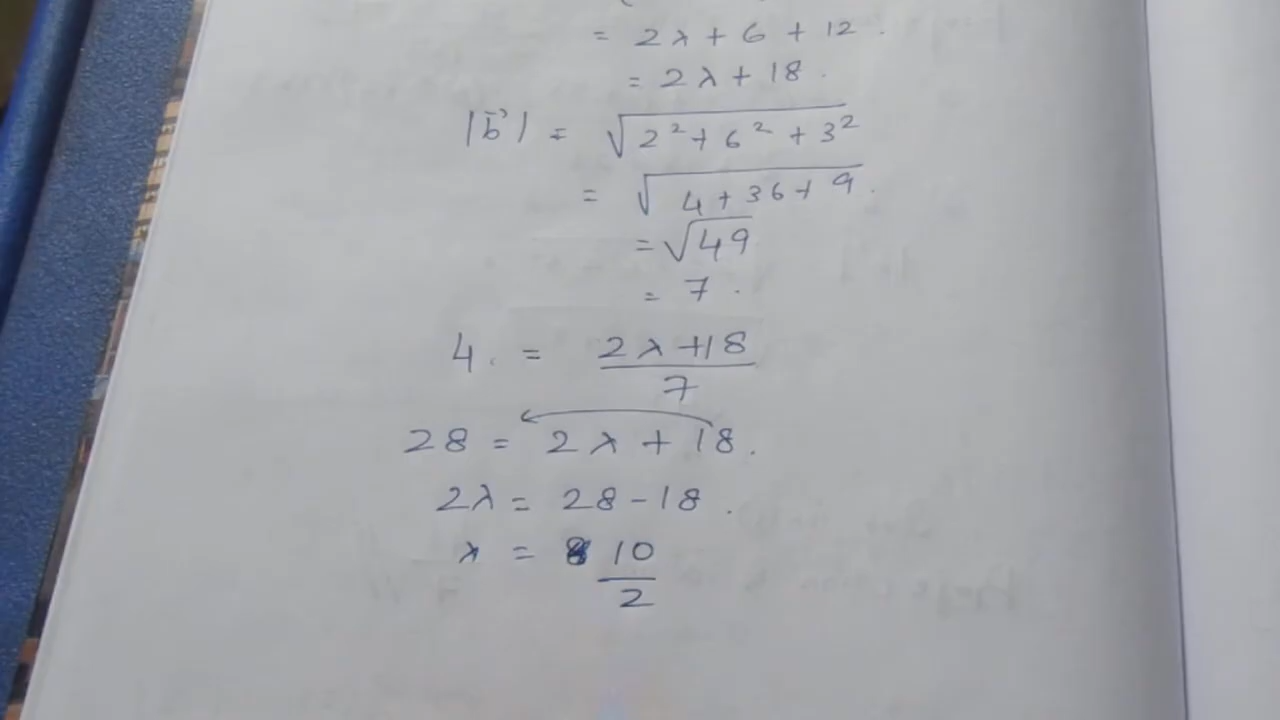 = 2λ + 6 + 12.
= 2λ + 18.
|b⃗| = √2² + 6² + 3²
= √4 + 36 + 9.
= √49
= 7.
4. = 2λ+18 / 7
28 = 2λ + 18.
2λ = 28 - 18.
λ = 10 / 2